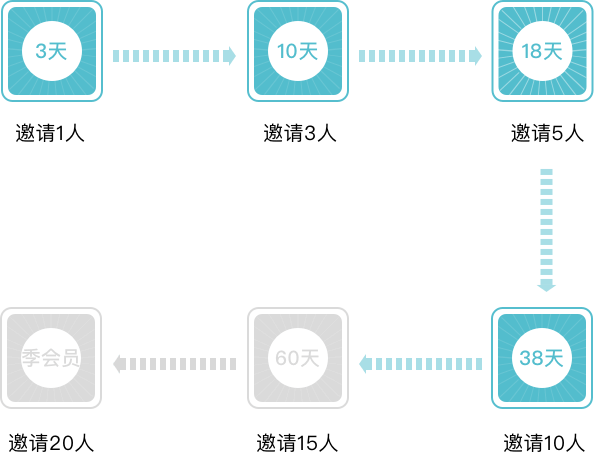 3天
10天
18天
邀请1人
邀请3人
邀请5人
季会员
60天
38天
邀请20人
邀请15人
邀请10人